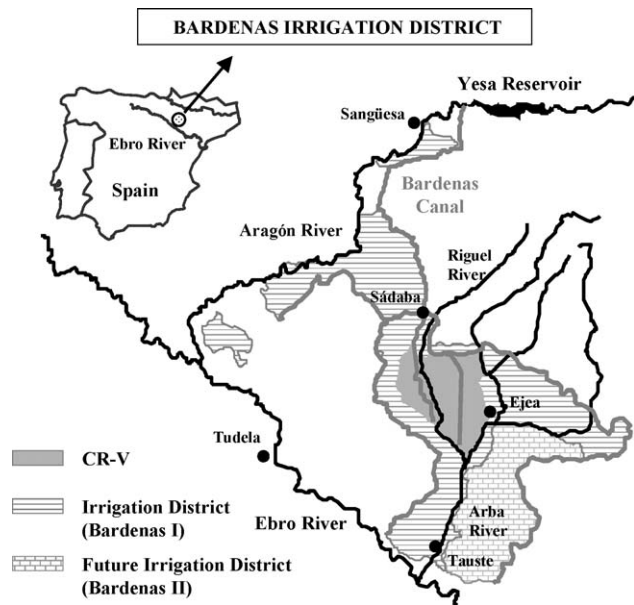 BARDENAS IRRIGATION DISTRICT
Yesa Reservoir
Sangüesa
Ebro River
Spain
Bardenas
Canal
Aragón River
Riguel
River
Sádaba
Ejea
Tudela
CR-V
Irrigation District
(Bardenas I)
Ebro River
Arba
River
Tauste
Future Irrigation District
(Bardenas II)